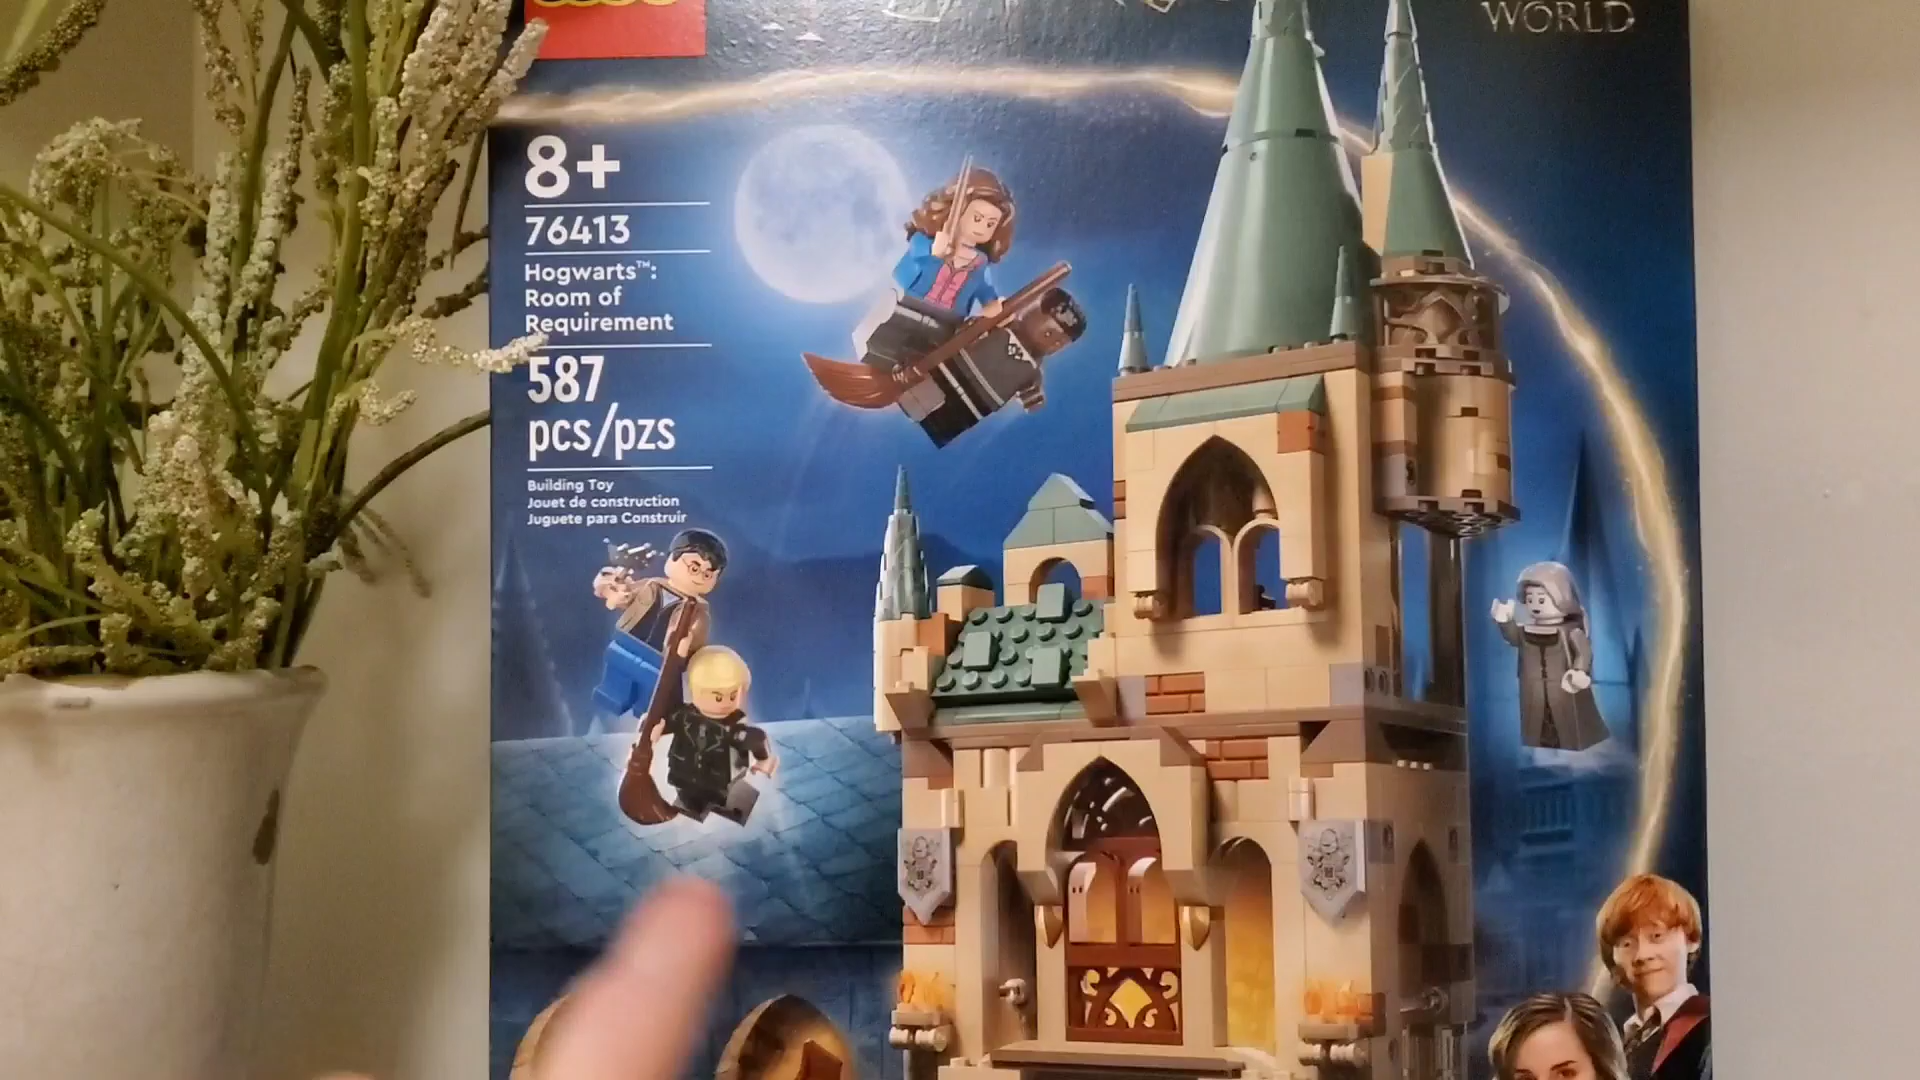 WORLD
8+
76413
Hogwarts™:
Room of
Requirement
587
pcs/pzs
Building Toy
Jouet de construction
Juguete para Construir